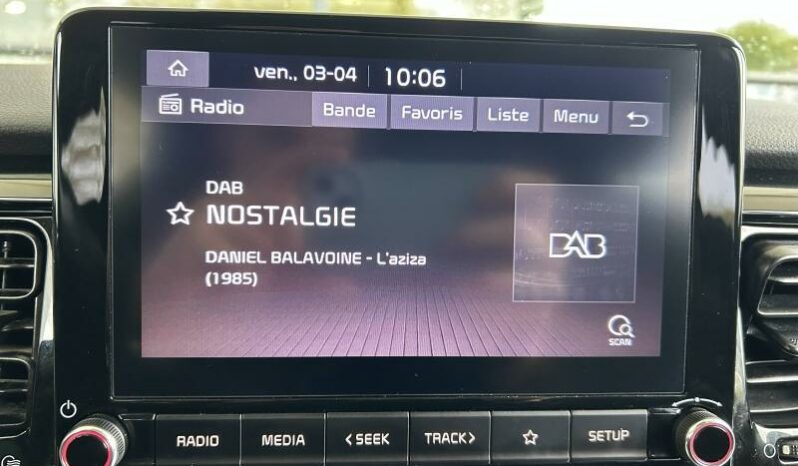 ven., 03-04 10:06
Radio Bande Favoris Liste Menu
DAB
NOSTALGIE
DANIEL BALAVOINE - L'aziza
(1985)
DAB
SCAN
RADIO MEDIA <SEEK TRACK> SETUP